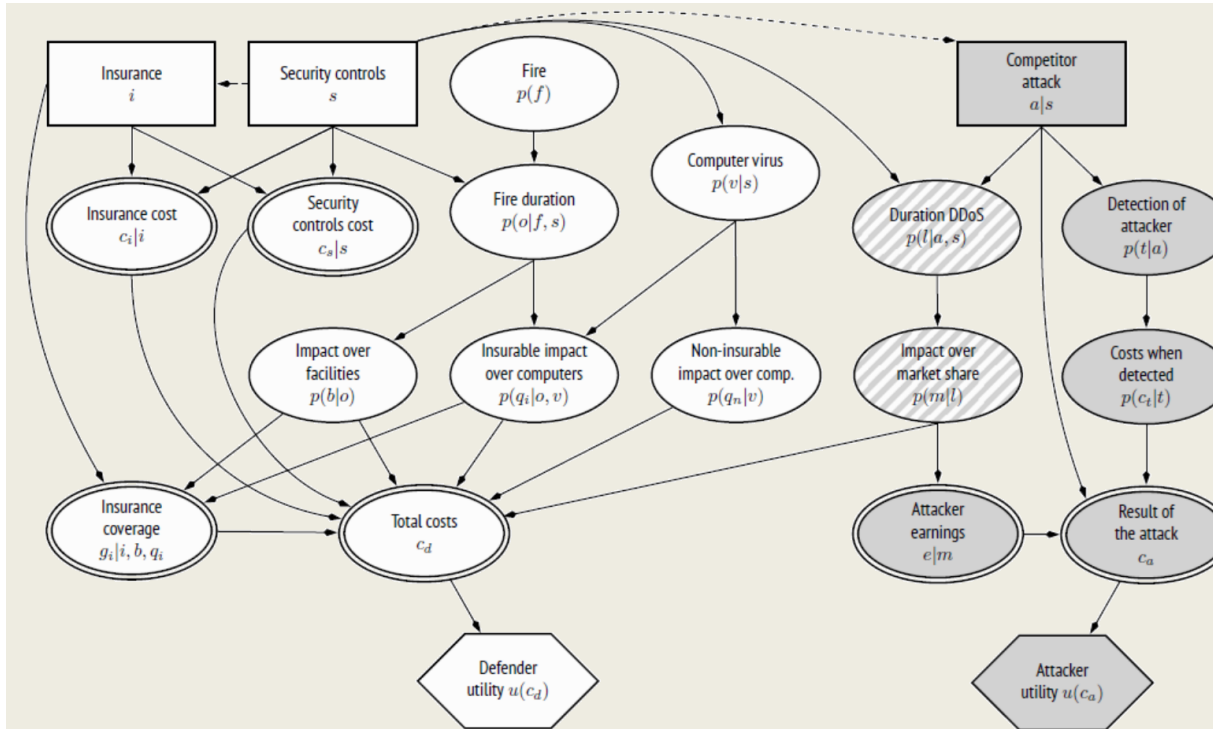 Insurance
i
Security controls
s
Fire
p(f)
Competitor
attack
a|s
Computer virus
p(v|s)
Insurance cost
c_i|i
Security
controls cost
c_s|s
Fire duration
p(o|f, s)
Duration DDoS
p(l|a, s)
Detection of
attacker
p(t|a)
Impact over
facilities
p(b|o)
Insurable impact
over computers
p(q_i|o, v)
Non-insurable
impact over comp.
p(q_n|v)
Impact over
market share
p(m|l)
Costs when
detected
p(c_t|t)
Insurance
coverage
g_i|i, b, q_i
Total costs
c_d
Attacker
earnings
e|m
Result of
the attack
c_a
Defender
utility u(c_d)
Attacker
utility u(c_a)